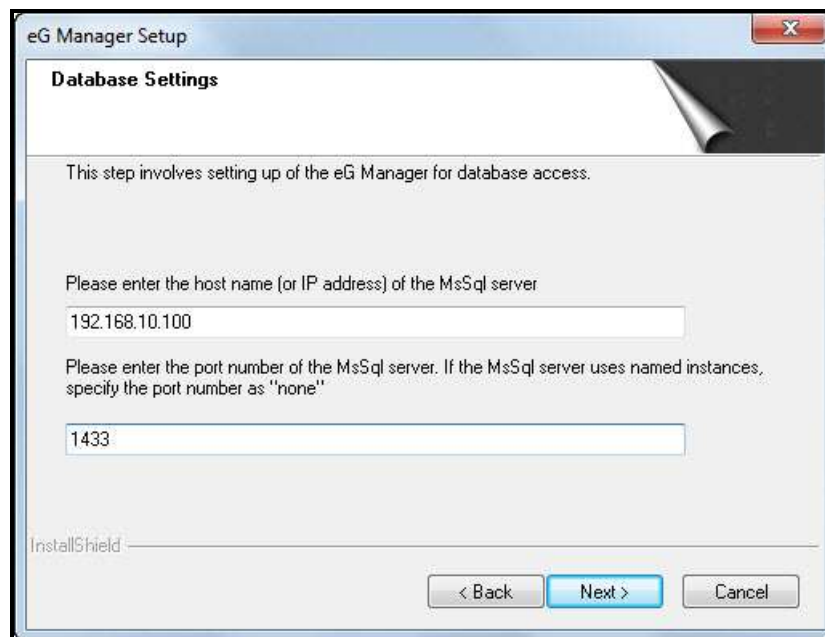 eG Manager Setup
Database Settings
This step involves setting up of the eG Manager for database access.
Please enter the host name (or IP address) of the MsSql server
192.168.10.100
Please enter the port number of the MsSql server. If the MsSql server uses named instances,
specify the port number as "none"
1433
InstallShield
< Back
Next >
Cancel